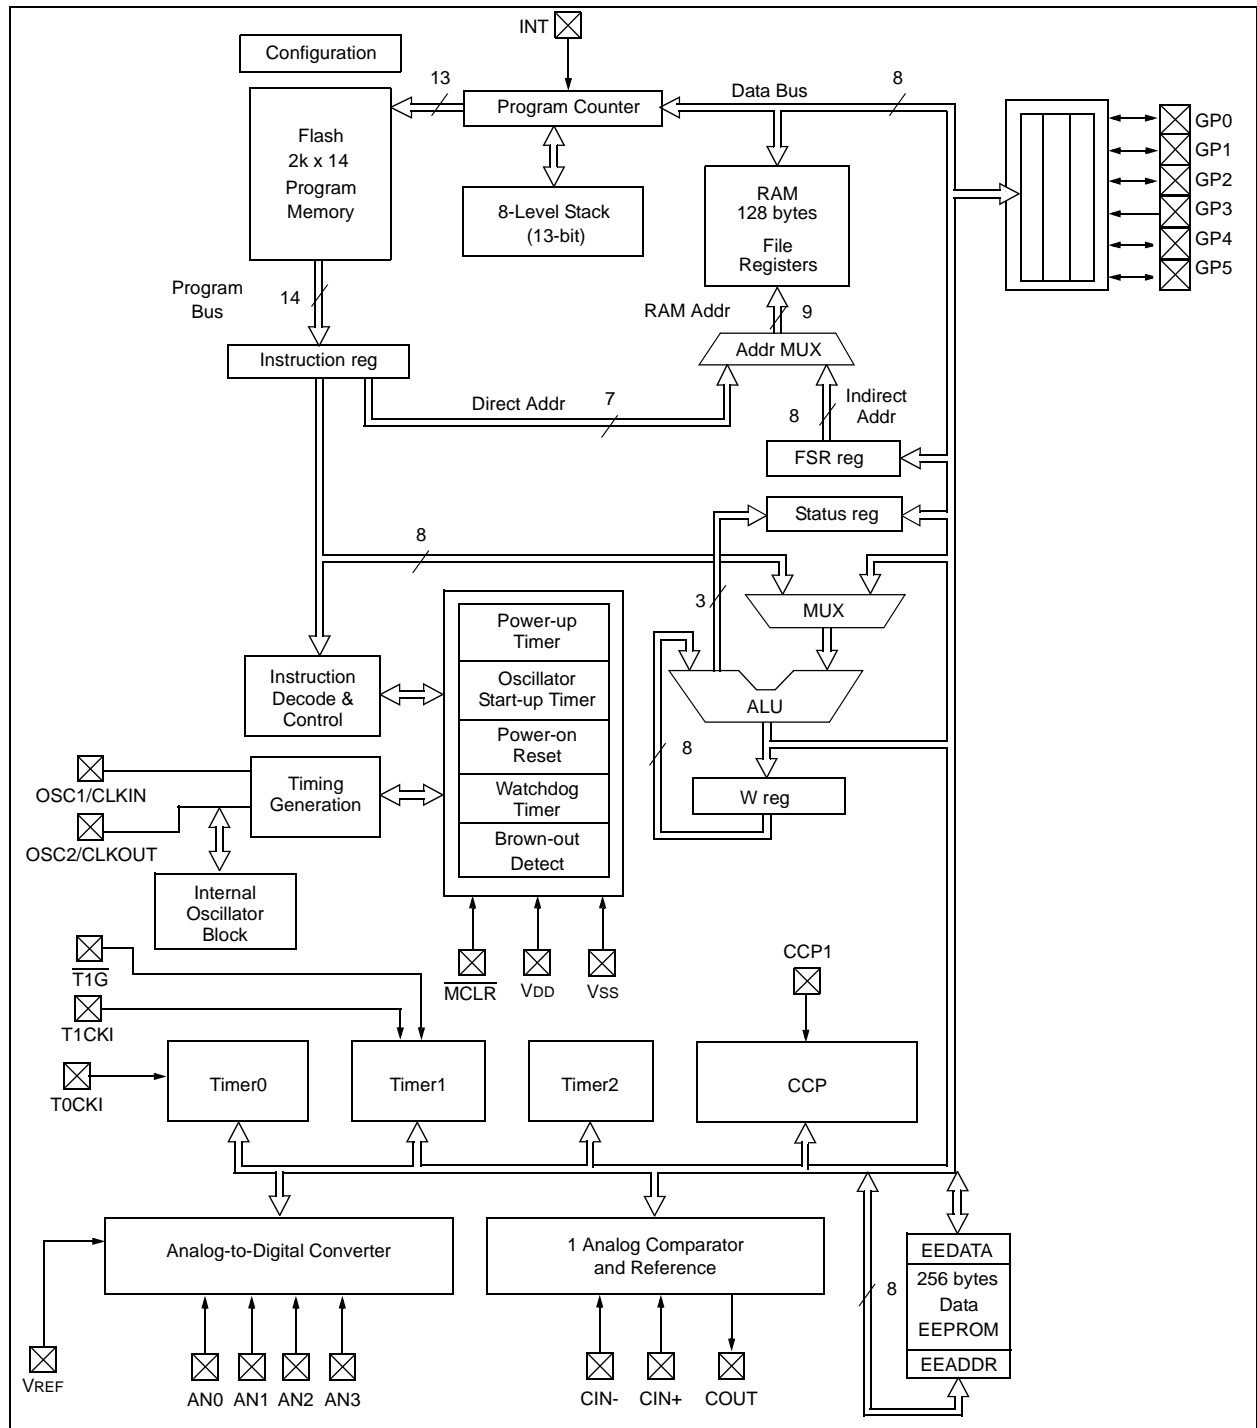 INT
Configuration
13
8
Data Bus
Program Counter
Flash
2k x 14
Program
Memory
8-Level Stack
(13-bit)
RAM
128 bytes
File
Registers
GP0
GP1
GP2
GP3
GP4
GP5
Program
Bus
14
RAM Addr
9
Addr MUX
Instruction reg
Direct Addr
7
8
Indirect
Addr
FSR reg
Status reg
8
3
MUX
Power-up
Timer
Oscillator
Start-up Timer
Power-on
Reset
Watchdog
Timer
Brown-out
Detect
Instruction
Decode &
Control
ALU
8
W reg
OSC1/CLKIN
Timing
Generation
OSC2/CLKOUT
Internal
Oscillator
Block
T1G
MCLR
VDD
VSS
CCP1
T1CKI
T0CKI
Timer0
Timer1
Timer2
CCP
Analog-to-Digital Converter
1 Analog Comparator
and Reference
EEDATA
256 bytes
Data
EEPROM
EEADDR
8
VREF
AN0
AN1
AN2
AN3
CIN-
CIN+
COUT